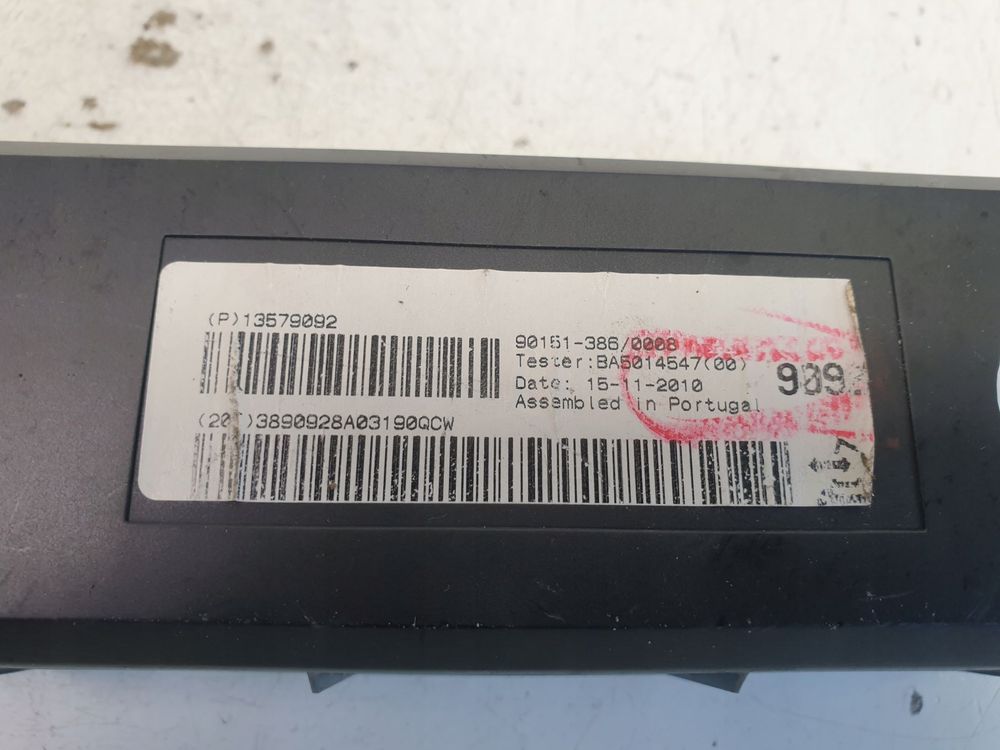 (P)13579092
90151-386/0008
Tester:BA5014547(00)
Date: 15-11-2010
Assembled in Portugal
909
(20T)3890928A03190QCW